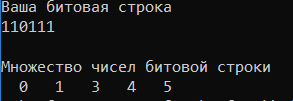 Ваша битовая строка
110111
Множество чисел битовой строки
0 1 3 4 5